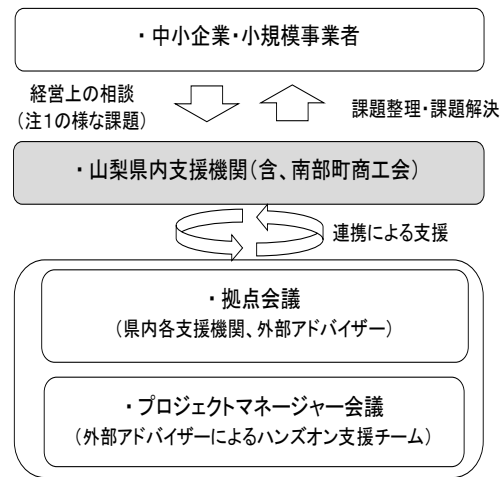 ・中小企業・小規模事業者
経営上の相談
(注1の様な課題)
課題整理・課題解決
・山梨県内支援機関(含、南部町商工会)
連携による支援
・拠点会議
(県内各支援機関、外部アドバイザー)
・プロジェクトマネージャー会議
(外部アドバイザーによるハンズオン支援チーム)